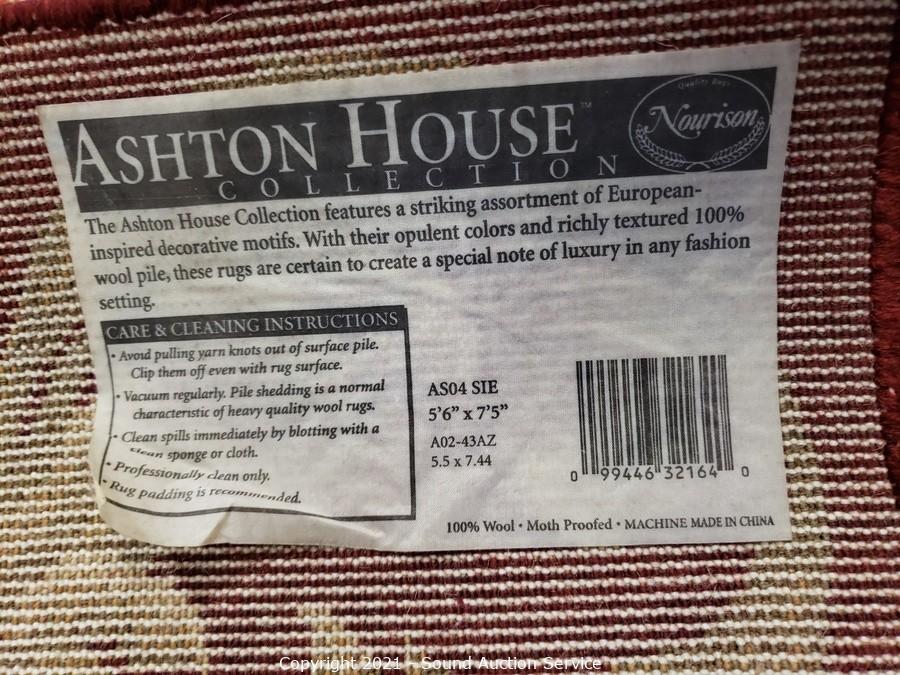 ASHTON HOUSE™
COLLECTION
Quality Rugs
Nourison
The Ashton House Collection features a striking assortment of European-
inspired decorative motifs. With their opulent colors and richly textured 100%
wool pile, these rugs are certain to create a special note of luxury in any fashion
setting.
CARE & CLEANING INSTRUCTIONS
• Avoid pulling yarn knots out of surface pile.
Clip them off even with rug surface.
• Vacuum regularly. Pile shedding is a normal
characteristic of heavy quality wool rugs.
• Clean spills immediately by blotting with a
clean sponge or cloth.
• Professionally clean only.
• Rug padding is recommended.
AS04 SIE
5'6" x 7'5"
A02-43AZ
5.5 x 7.44
0 99446 32164 0
100% Wool • Moth Proofed • MACHINE MADE IN CHINA
Copyright 2021 - Sound Auction Service